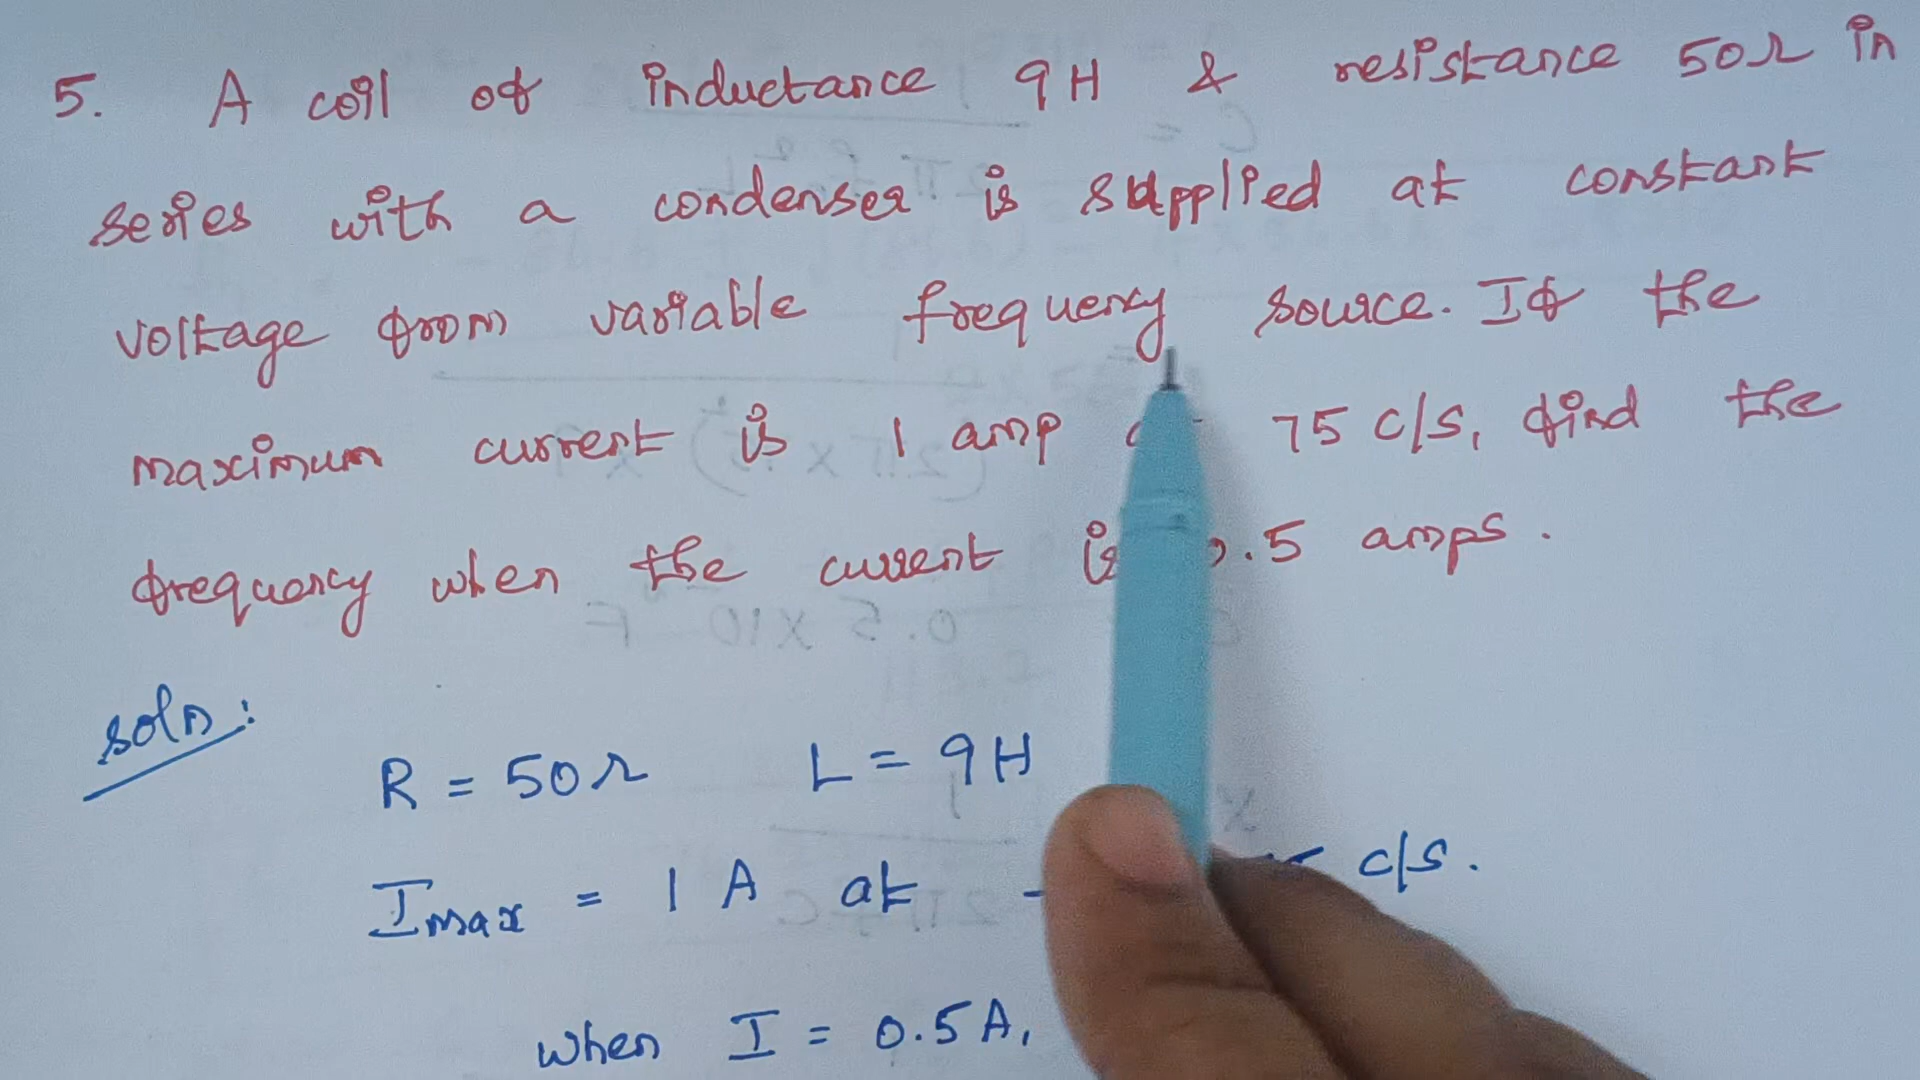 5. A coil of inductance 9H & resistance 50Ω in
series with a condenser is supplied at constant
voltage from variable frequency source. If the
maximum current is 1 amp 75 c/s, find the
frequency when the current is .5 amps.
soln:
R = 50Ω L = 9H
Imax = 1 A at c/s.
when I = 0.5A,